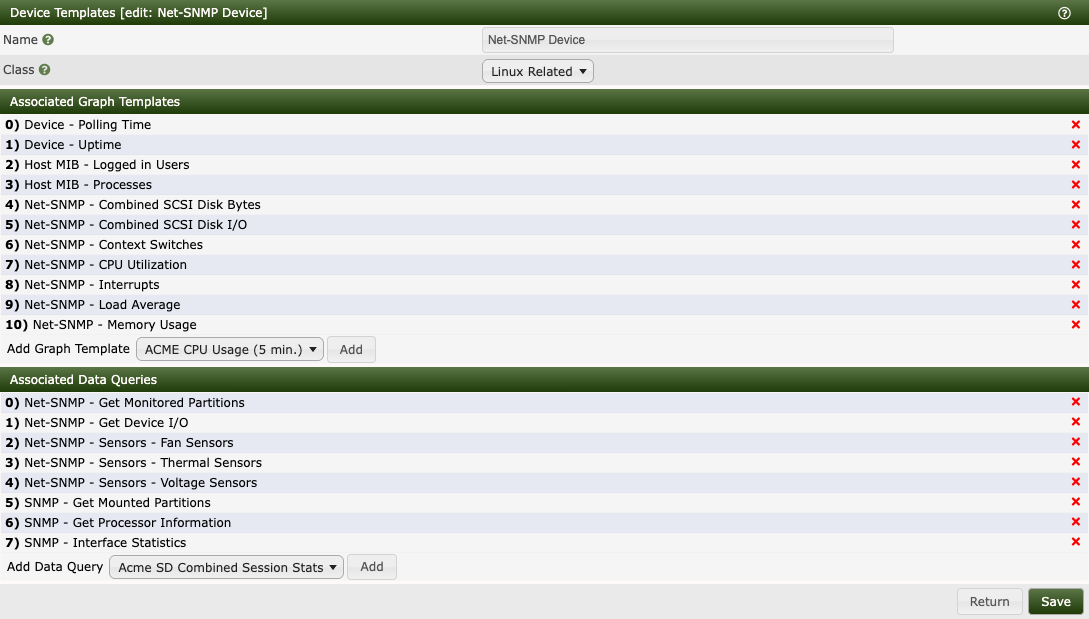 Device Templates [edit: Net-SNMP Device]
Name
Net-SNMP Device
Class
Linux Related
Associated Graph Templates
0) Device - Polling Time
1) Device - Uptime
2) Host MIB - Logged in Users
3) Host MIB - Processes
4) Net-SNMP - Combined SCSI Disk Bytes
5) Net-SNMP - Combined SCSI Disk I/O
6) Net-SNMP - Context Switches
7) Net-SNMP - CPU Utilization
8) Net-SNMP - Interrupts
9) Net-SNMP - Load Average
10) Net-SNMP - Memory Usage
Add Graph Template ACME CPU Usage (5 min.) Add
Associated Data Queries
0) Net-SNMP - Get Monitored Partitions
1) Net-SNMP - Get Device I/O
2) Net-SNMP - Sensors - Fan Sensors
3) Net-SNMP - Sensors - Thermal Sensors
4) Net-SNMP - Sensors - Voltage Sensors
5) SNMP - Get Mounted Partitions
6) SNMP - Get Processor Information
7) SNMP - Interface Statistics
Add Data Query Acme SD Combined Session Stats Add
Return Save